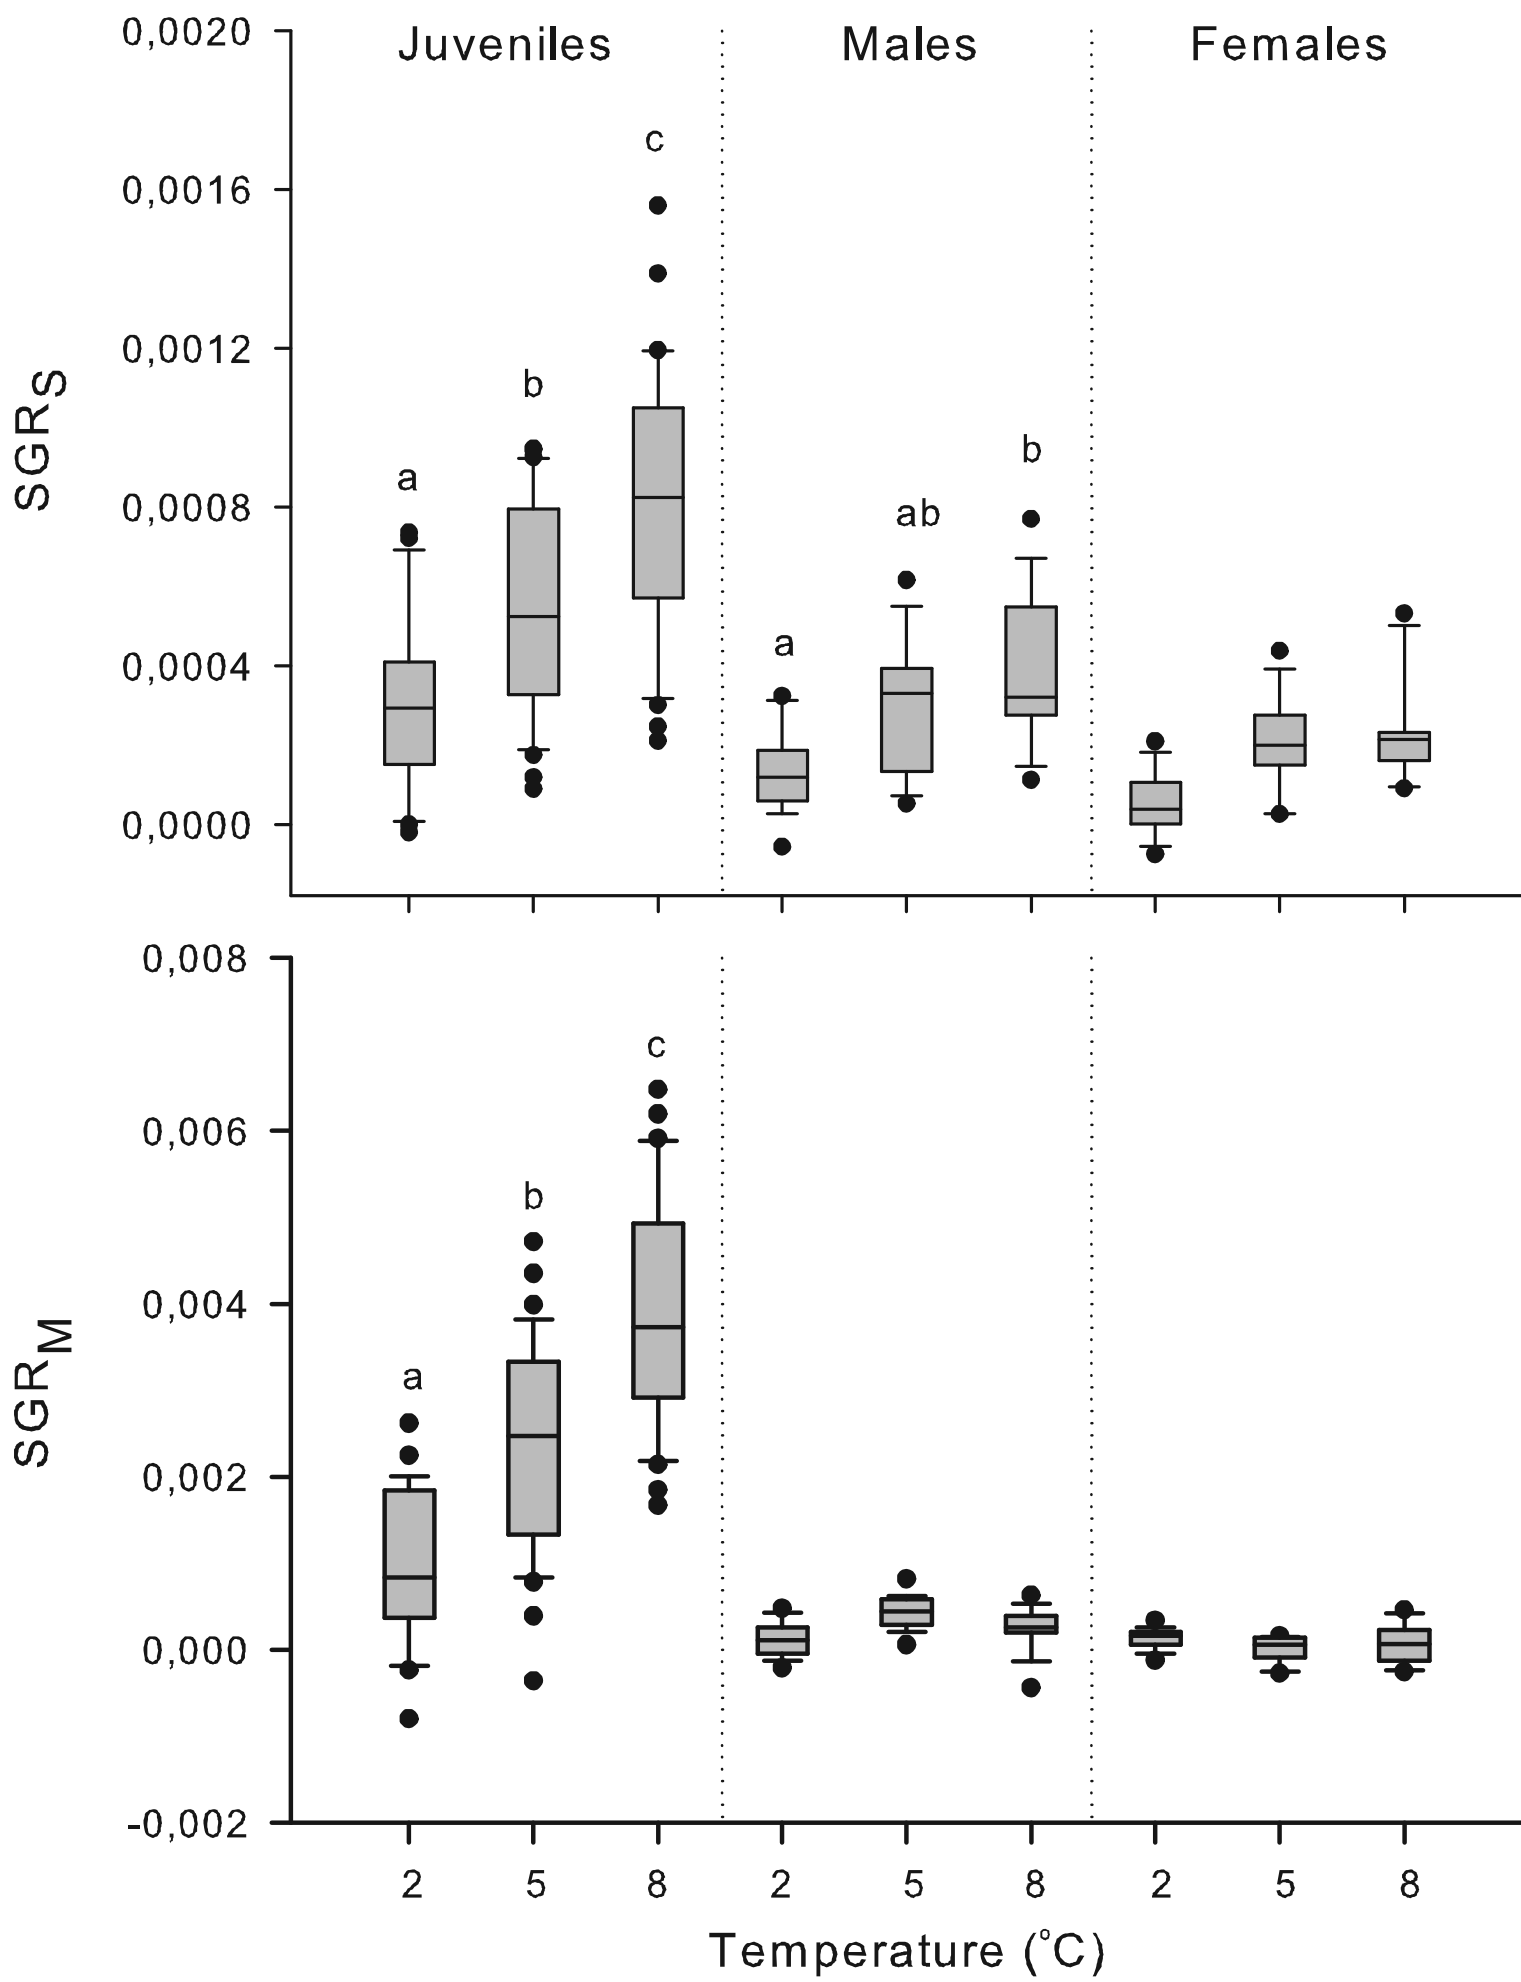 Juveniles Males Females
0,0020
0,0016
0,0012
0,0008
0,0004
0,0000
SGRS
a b c
a ab b
0,008
0,006
0,004
0,002
0,000
-0,002
SGRM
a b c
2 5 8 2 5 8 2 5 8
Temperature (°C)